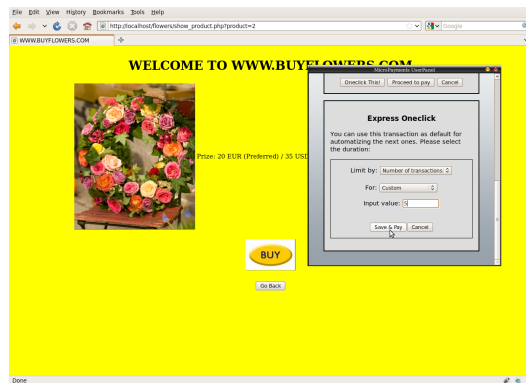 File Edit View History Bookmarks Tools Help
http://localhost/flowers/show_product.php?product=2
Google
WWW.BUYFLOWERS.COM
WELCOME TO WWW.BUYFLOWERS.COM
MicroPayments UserPanel
Oneclick This! Proceed to pay Cancel
Express Oneclick
You can use this transaction as default for
automatizing the next ones. Please select
the duration:
Prize: 20 EUR (Preferred) / 35 USD
Limit by: Number of transactions
For: Custom
Input value: 5
Save & Pay Cancel
BUY
Go Back
Done